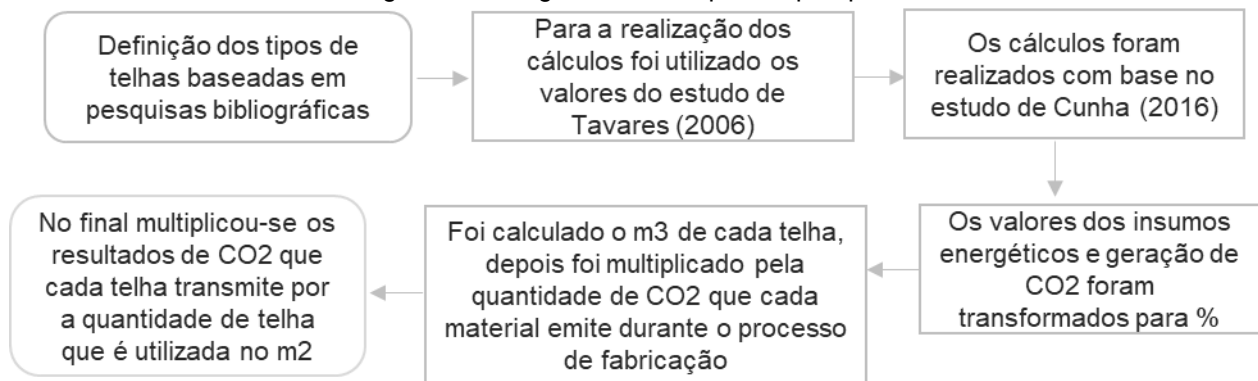 Definição dos tipos de
telhas baseadas em
pesquisas bibliográficas
Para a realização dos
cálculos foi utilizado os
valores do estudo de
Tavares (2006)
Os cálculos foram
realizados com base no
estudo de Cunha (2016)
Os valores dos insumos
energéticos e geração de
CO2 foram
transformados para %
Foi calculado o m3 de cada telha,
depois foi multiplicado pela
quantidade de CO2 que cada
material emite durante o processo
de fabricação
No final multiplicou-se os
resultados de CO2 que
cada telha transmite por
a quantidade de telha
que é utilizada no m2